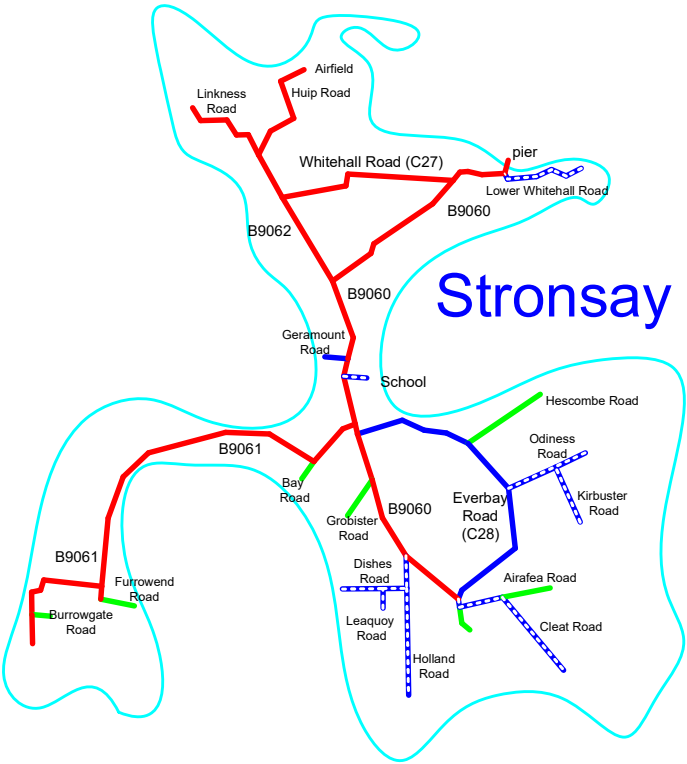 Airfield
Linkness
Road
Huip Road
pier
Whitehall Road (C27)
Lower Whitehall Road
B9060
B9062
Stronsay
B9060
Geramount
Road
School
Hescombe Road
B9061
Odiness
Road
Bay
Road
Kirbuster
Road
B9060
Everbay
Road
(C28)
Grobister
Road
B9061
Dishes
Road
Furrowend
Road
Airafea Road
Burrowgate
Road
Leaquoy
Road
Cleat Road
Holland
Road